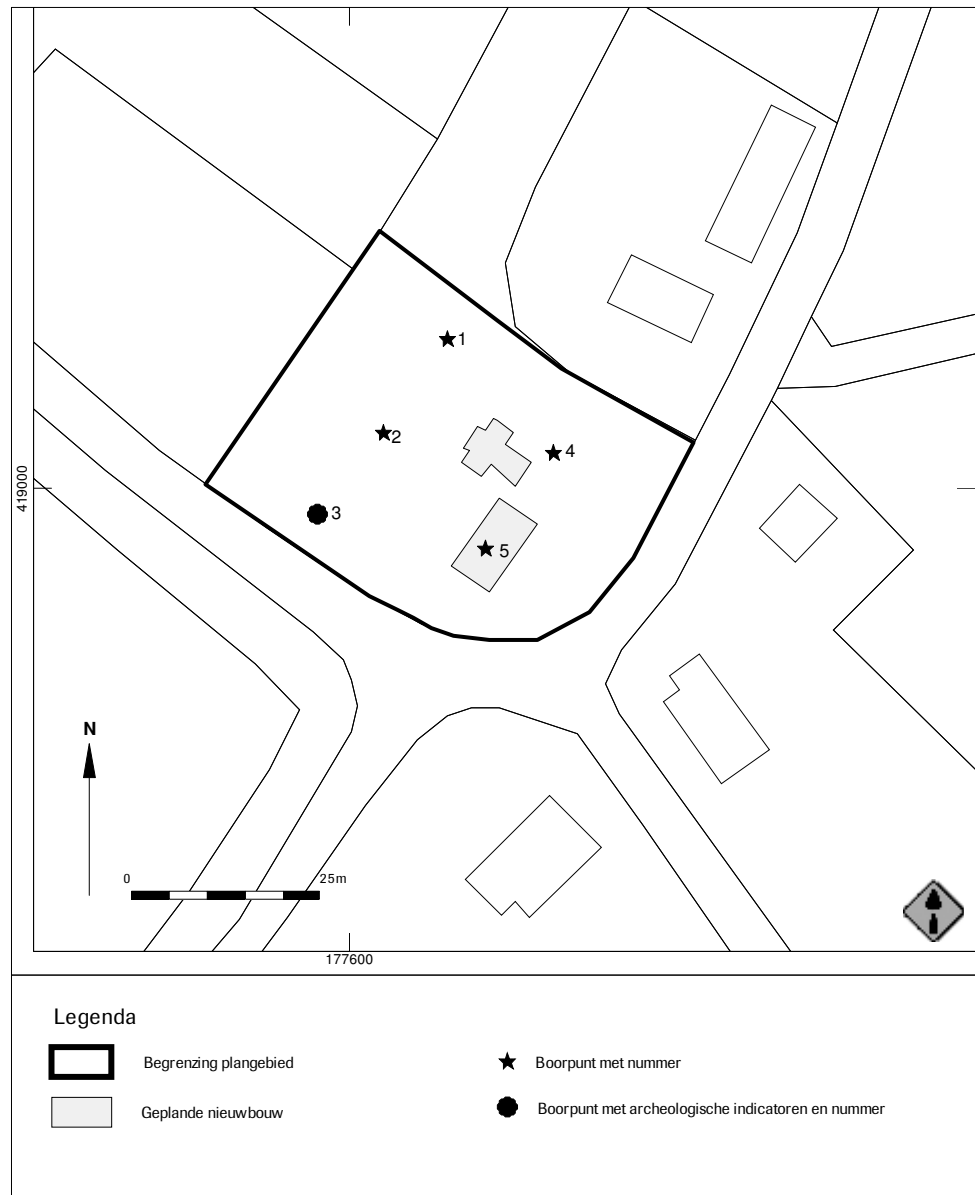 1
2
4
419000
3
5
N
0 25m
177600
Legenda
Begrenzing plangebied
Boorpunt met nummer
Geplande nieuwbouw
Boorpunt met archeologische indicatoren en nummer